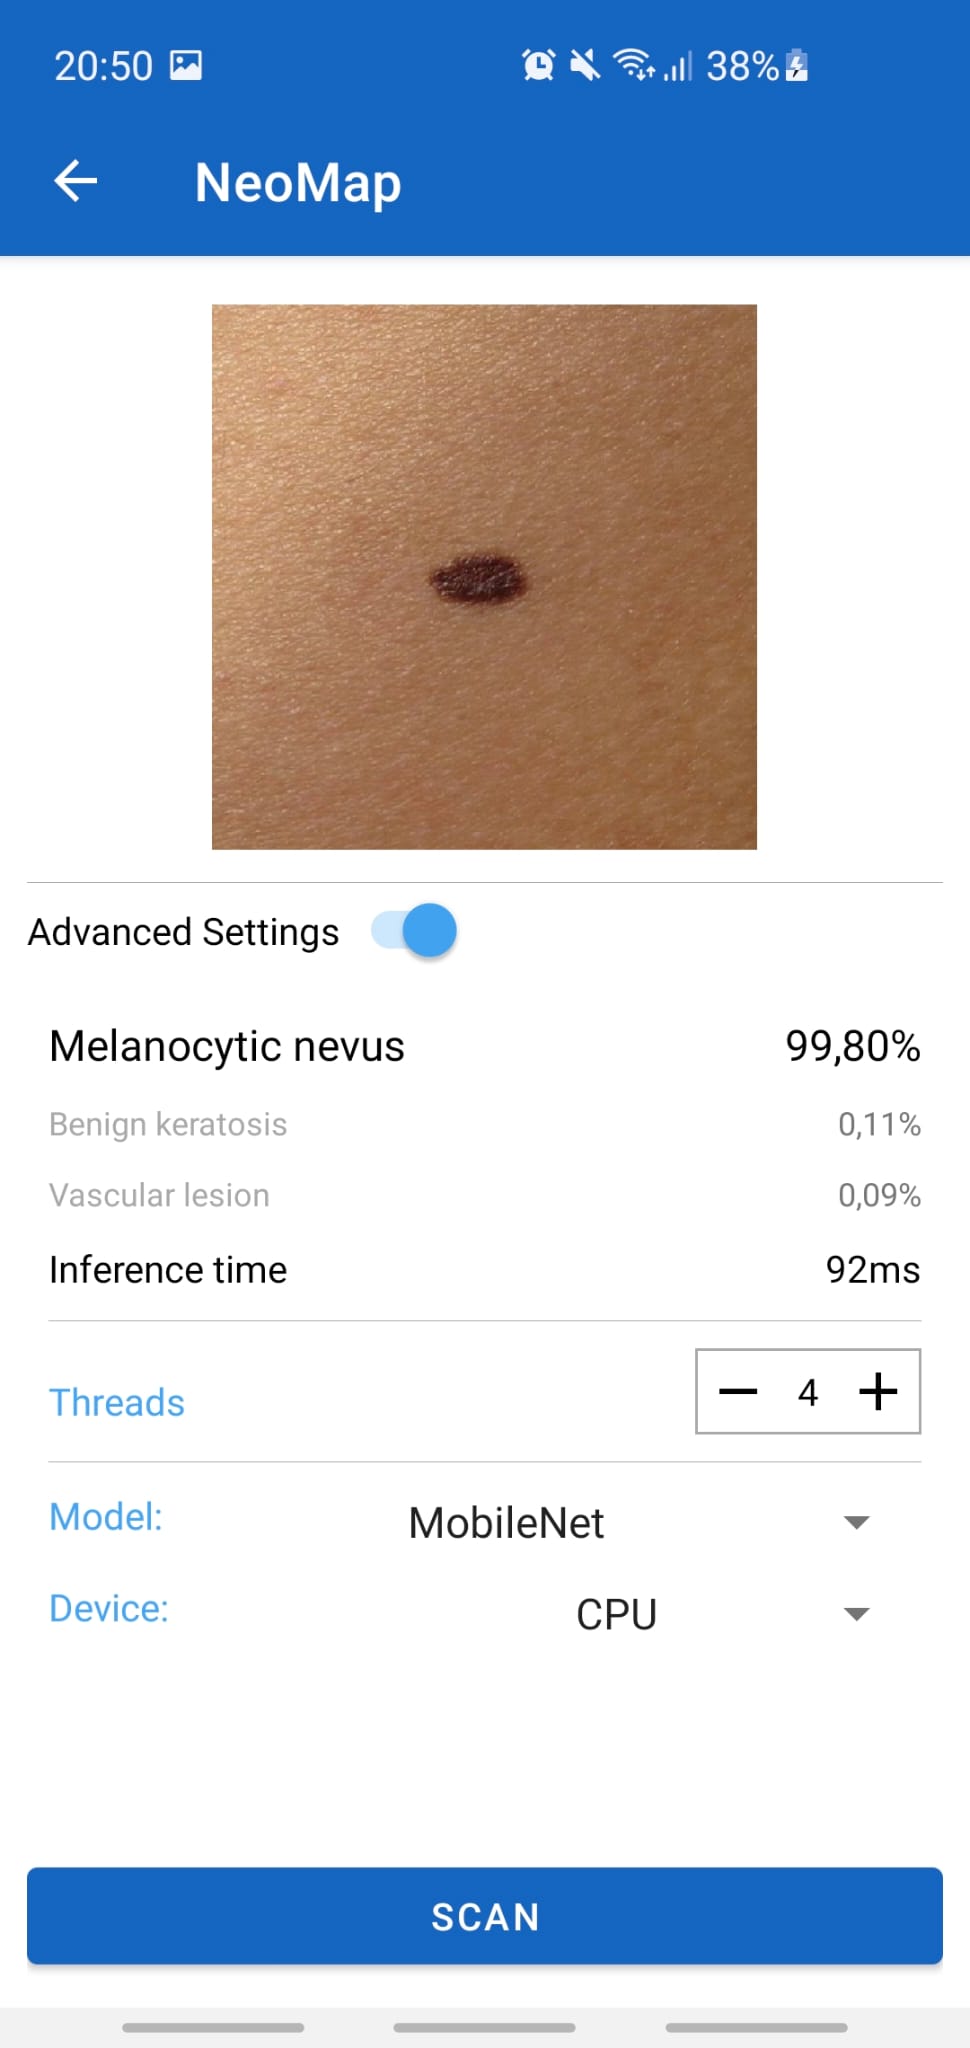 20:50 38%
NeoMap
Advanced Settings
Melanocytic nevus 99,80%
Benign keratosis 0,11%
Vascular lesion 0,09%
Inference time 92ms
Threads 4
Model: MobileNet
Device: CPU
SCAN